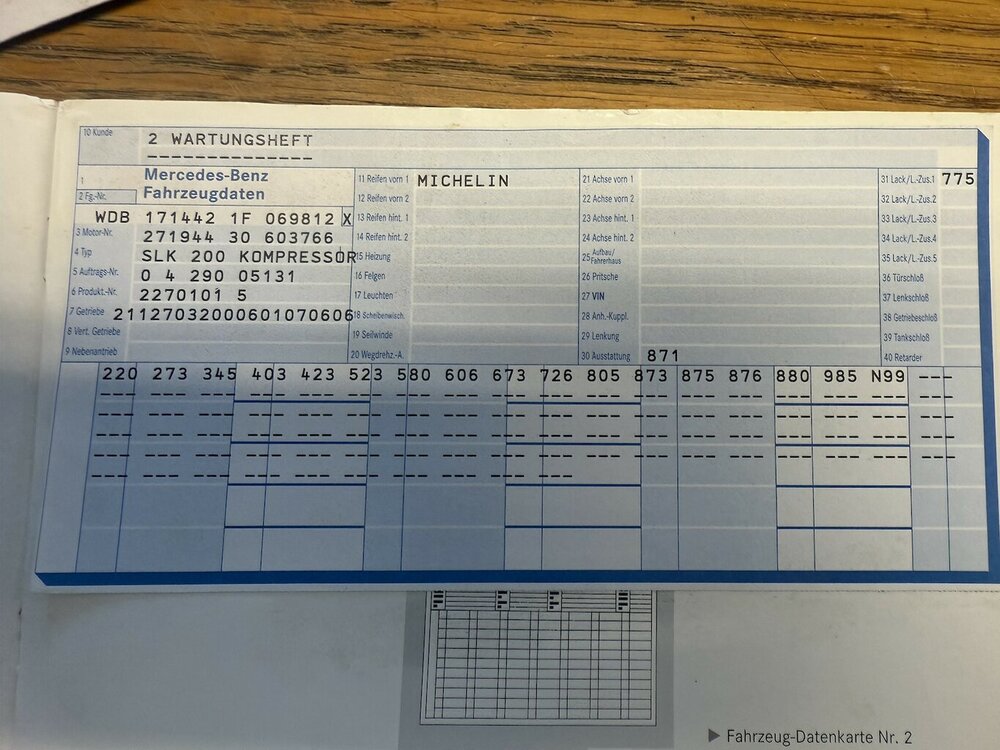 10 Kunde
2 WARTUNGSHEFT
--------------
1
Mercedes-Benz
Fahrzeugdaten
2 Fg.-Nr.
WDB 171442 1F 069812 X
3 Motor-Nr.
271944 30 603766
4 Typ
SLK 200 KOMPRESSOR
5 Auftrags-Nr.
0 4 290 05131
6 Produkt.-Nr.
2270101 5
7 Getriebe
21127032000601070606
8 Vert. Getriebe
9 Nebenantrieb
11 Reifen vorn 1
MICHELIN
12 Reifen vorn 2
13 Reifen hint. 1
14 Reifen hint. 2
15 Heizung
16 Felgen
17 Leuchten
18 Scheibenwisch.
19 Seilwinde
20 Wegdrehz.-A.
21 Achse vorn 1
22 Achse vorn 2
23 Achse hint. 1
24 Achse hint. 2
25 Aufbau/
Fahrerhaus
26 Pritsche
27 VIN
28 Anh.-Kuppl.
29 Lenkung
30 Ausstattung
871
31 Lack/L.-Zus.1
775
32 Lack/L.-Zus.2
33 Lack/L.-Zus.3
34 Lack/L.-Zus.4
35 Lack/L.-Zus.5
36 Türschloß
37 Lenkschloß
38 Getriebeschloß
39 Tankschloß
40 Retarder
220 273 345 403 423 523 580 606 673 726 805 873 875 876 880 985 N99 ---
--- --- --- --- --- --- --- --- --- --- --- --- --- --- --- --- --- ---
--- --- --- --- --- --- --- --- --- --- --- --- --- --- --- --- --- ---
--- --- --- --- --- --- --- --- --- --- --- --- --- --- --- --- --- ---
--- --- --- --- --- --- --- --- --- --- --- --- --- --- --- --- --- ---
--- --- --- --- --- --- --- --- --- --- ---
▶ Fahrzeug-Datenkarte Nr. 2